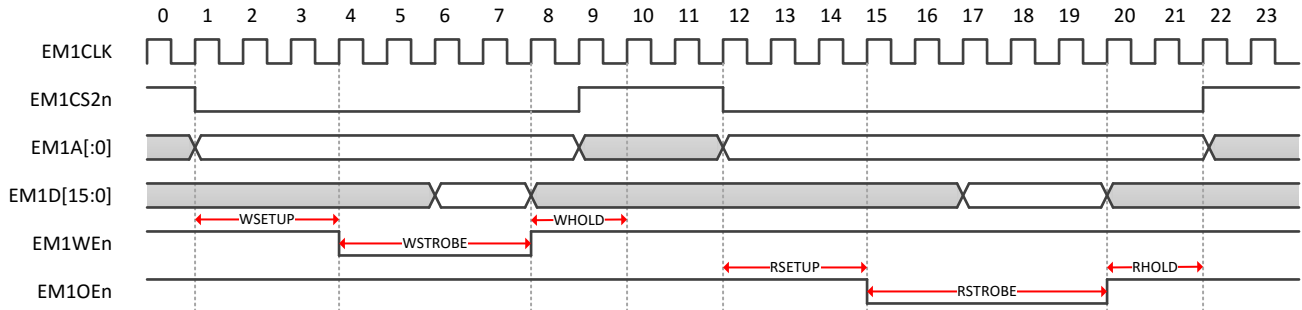 0 1 2 3 4 5 6 7 8 9 10 11 12 13 14 15 16 17 18 19 20 21 22 23
EM1CLK
EM1CS2n
EM1A[:0]
EM1D[15:0]
WSETUP WHOLD
EM1WEn WSTROBE
RSETUP RHOLD
EM1OEn RSTROBE